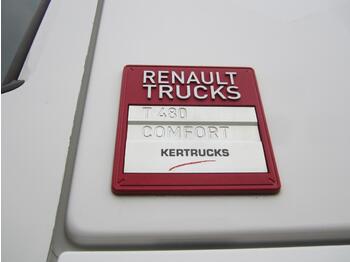 RENAULT
TRUCKS
T 480
COMFORT
KERTRUCKS